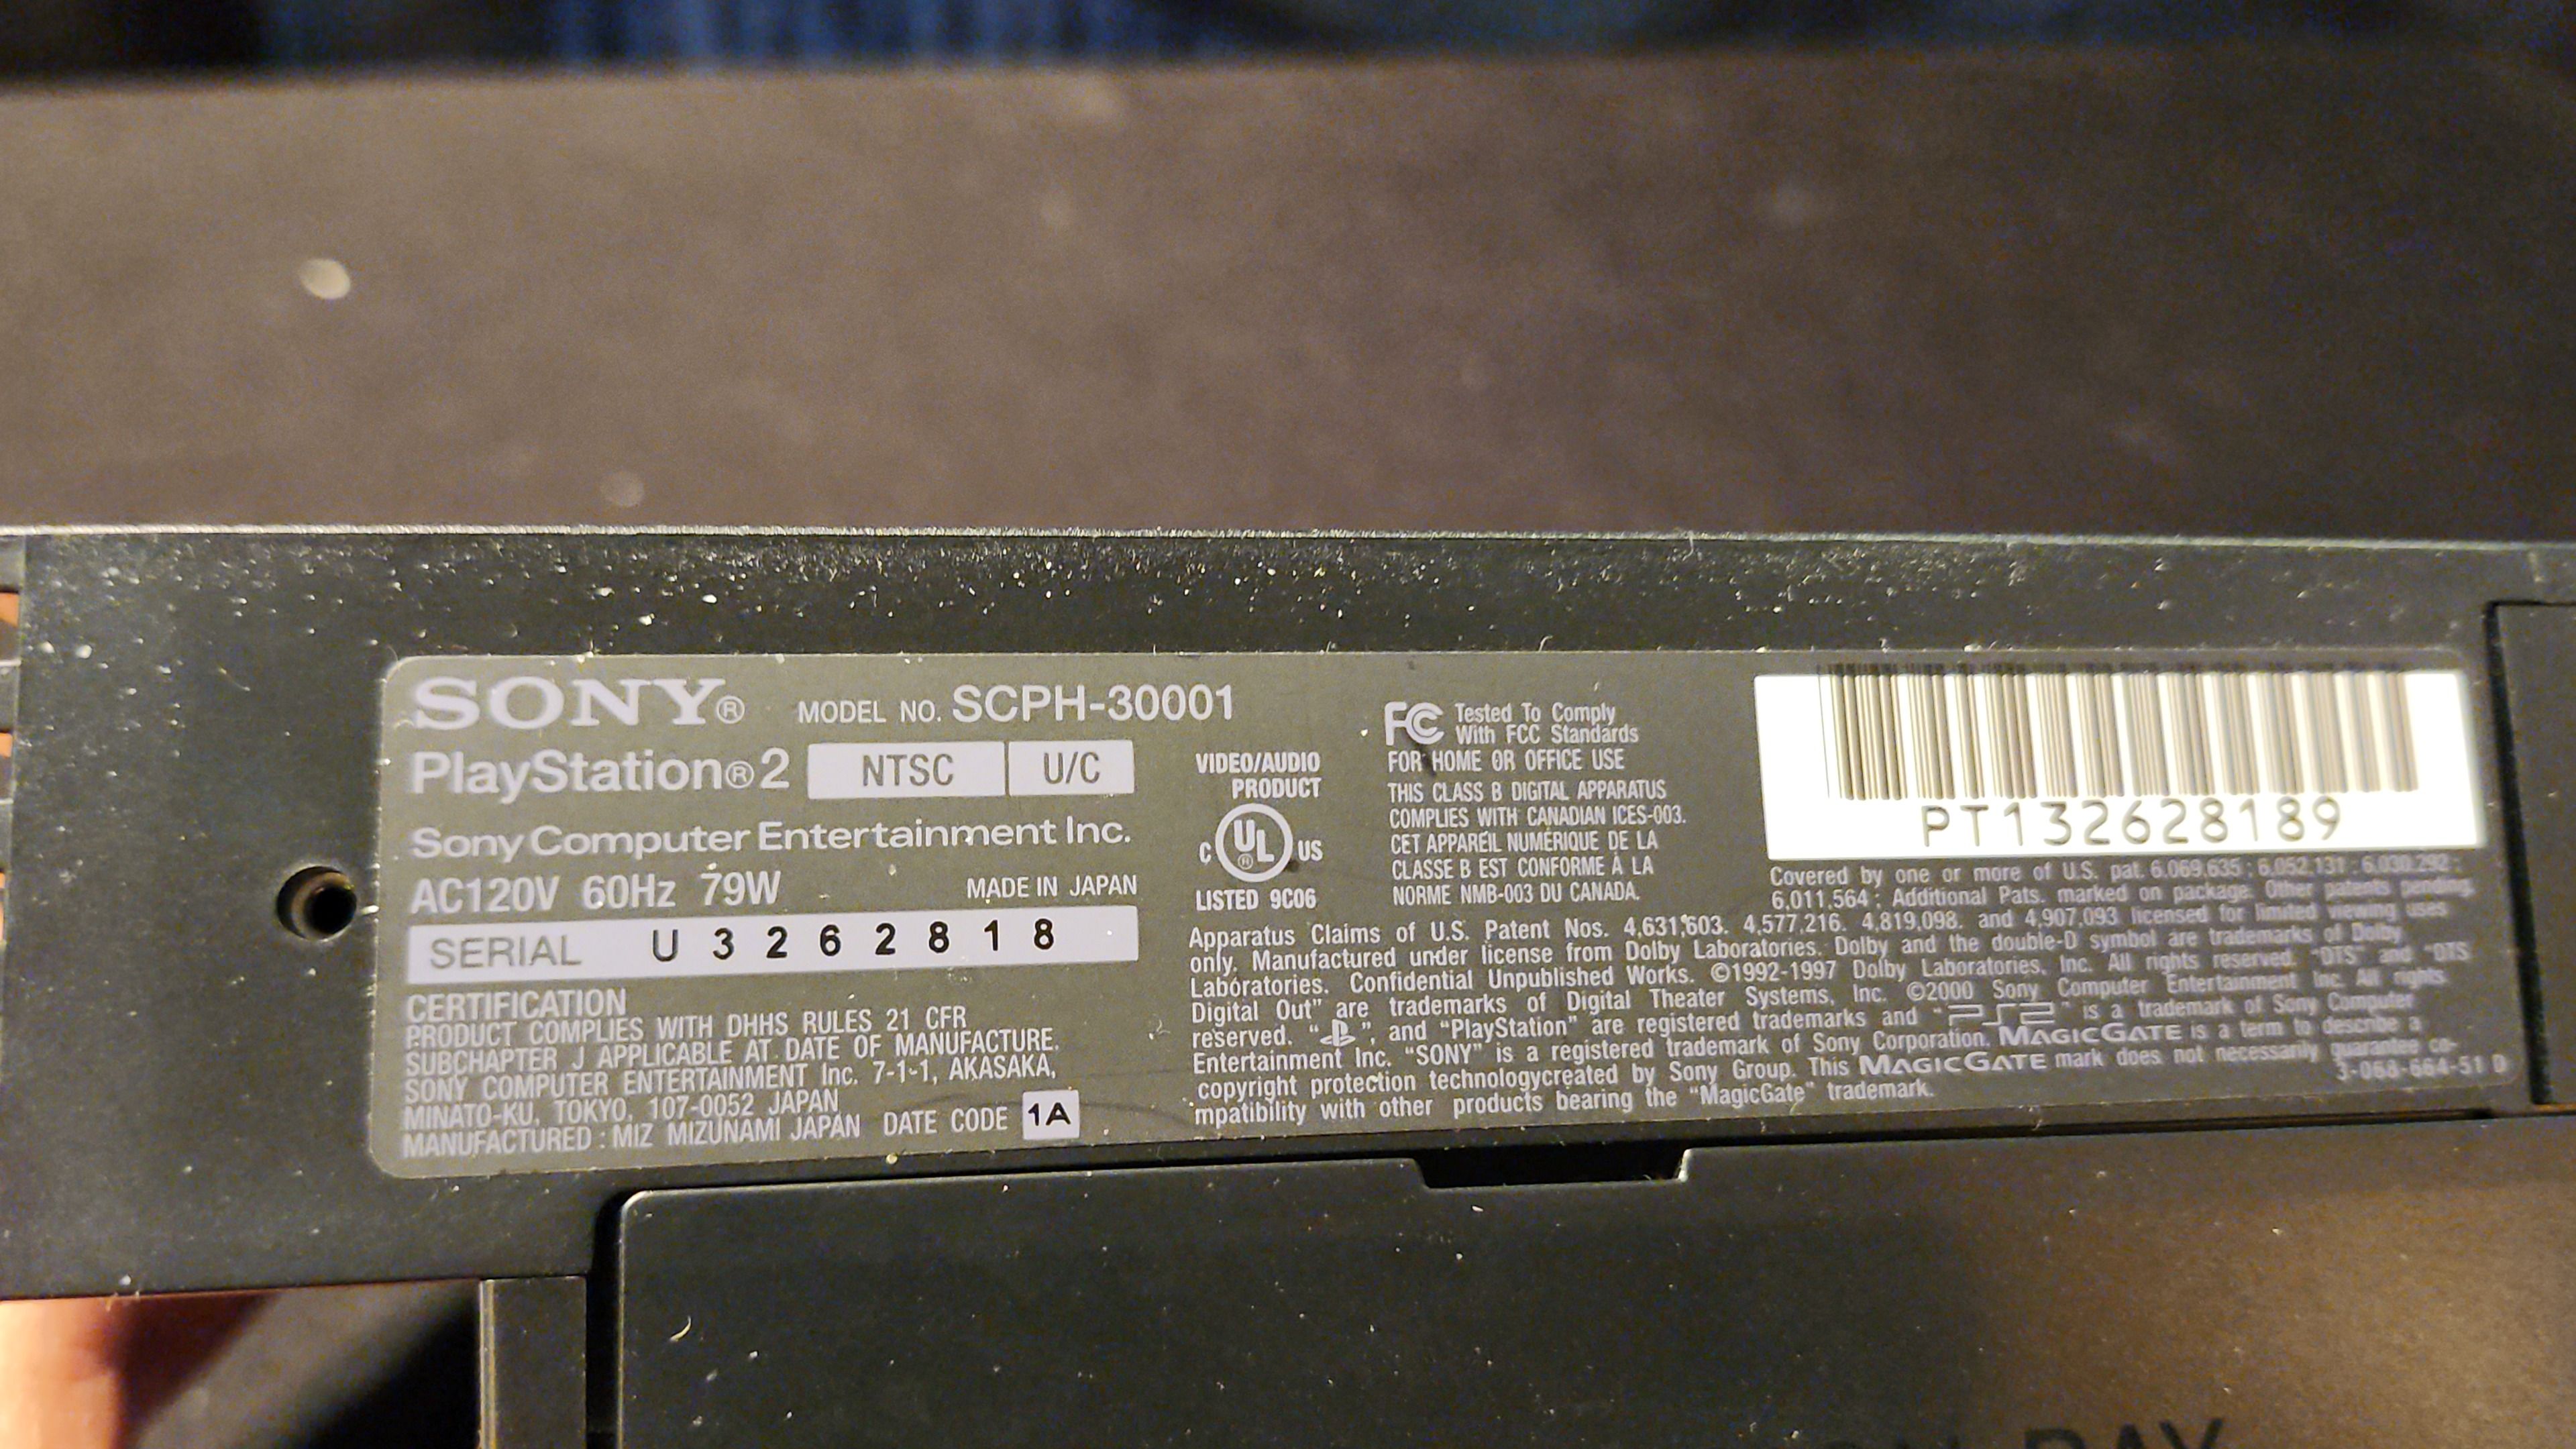 SONY® MODEL NO. SCPH-30001
PlayStation®2 NTSC U/C
Sony Computer Entertainment Inc.
AC120V 60Hz 79W MADE IN JAPAN
SERIAL U 3 2 6 2 8 1 8
CERTIFICATION
PRODUCT COMPLIES WITH DHHS RULES 21 CFR
SUBCHAPTER J APPLICABLE AT DATE OF MANUFACTURE.
SONY COMPUTER ENTERTAINMENT Inc. 7-1-1, AKASAKA,
MINATO-KU, TOKYO, 107-0052 JAPAN
MANUFACTURED : MIZ MIZUNAMI JAPAN DATE CODE 1A
VIDEO/AUDIO
PRODUCT
C UL® US
LISTED 9C06
FC Tested To Comply
With FCC Standards
FOR HOME OR OFFICE USE
THIS CLASS B DIGITAL APPARATUS
COMPLIES WITH CANADIAN ICES-003.
CET APPAREIL NUMÉRIQUE DE LA
CLASSE B EST CONFORME À LA
NORME NMB-003 DU CANADA.
PT132628189
Covered by one or more of U.S. pat. 6,069,635 ; 6,052,131 ; 6,030,292 ;
6,011,564 ; Additional Pats. marked on package. Other patents pending.
Apparatus Claims of U.S. Patent Nos. 4,631,603. 4,577,216. 4,819,098. and 4,907,093 licensed for limited viewing uses
only. Manufactured under license from Dolby Laboratories. Dolby and the double-D symbol are trademarks of Dolby
Laboratories. Confidential Unpublished Works. ©1992-1997 Dolby Laboratories, Inc. All rights reserved. "DTS" and "DTS
Digital Out" are trademarks of Digital Theater Systems, Inc. ©2000 Sony Computer Entertainment Inc. All rights
reserved. " ", and "PlayStation" are registered trademarks and "PS2" is a trademark of Sony Computer
Entertainment Inc. "SONY" is a registered trademark of Sony Corporation. MAGICGATE is a term to describe a
copyright protection technologycreated by Sony Group. This MAGICGATE mark does not necessarily guarantee co-
mpatibility with other products bearing the "MagicGate" trademark.
3-068-664-51 D
BAY